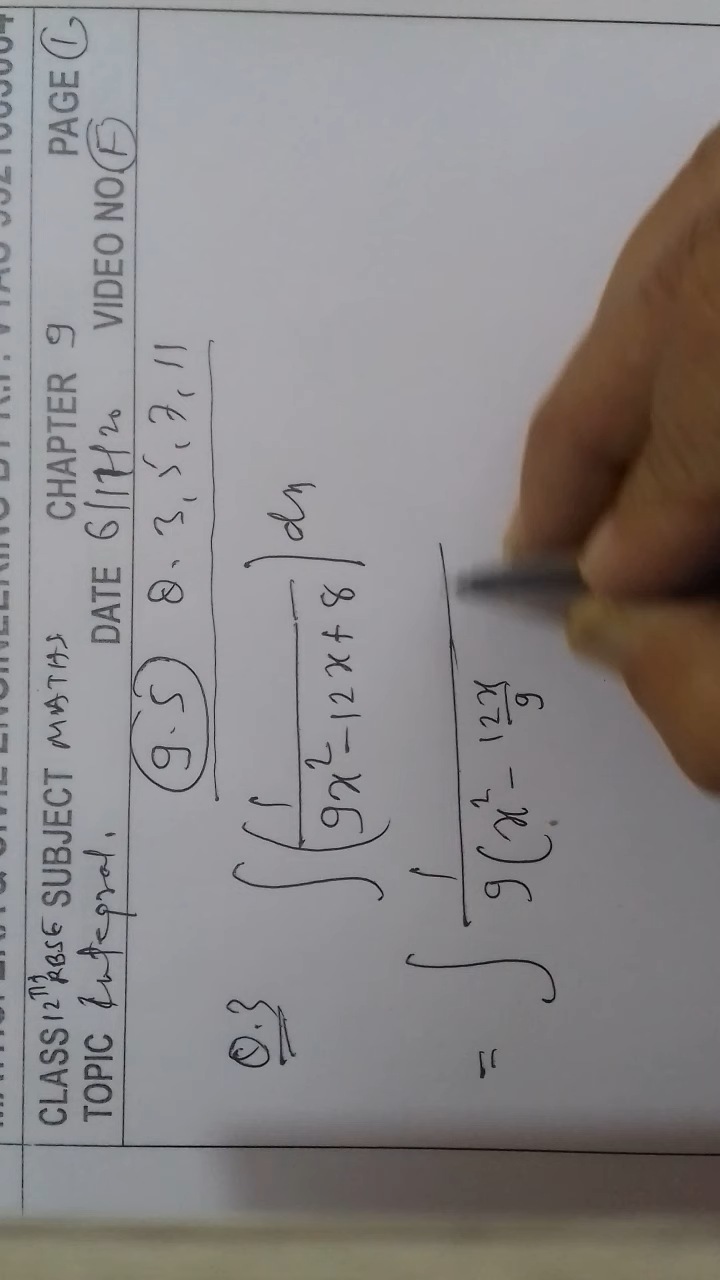 CLASS 12TH RBSE SUBJECT MATHS CHAPTER 9 PAGE 1
TOPIC Integral. DATE 6/17/20 VIDEO NO. F
9.5 Q. 3, 5, 7, 11
Q.3 ∫(1/(9x²-12x+8))dx
= ∫ 1/(9(x² - 12x/9